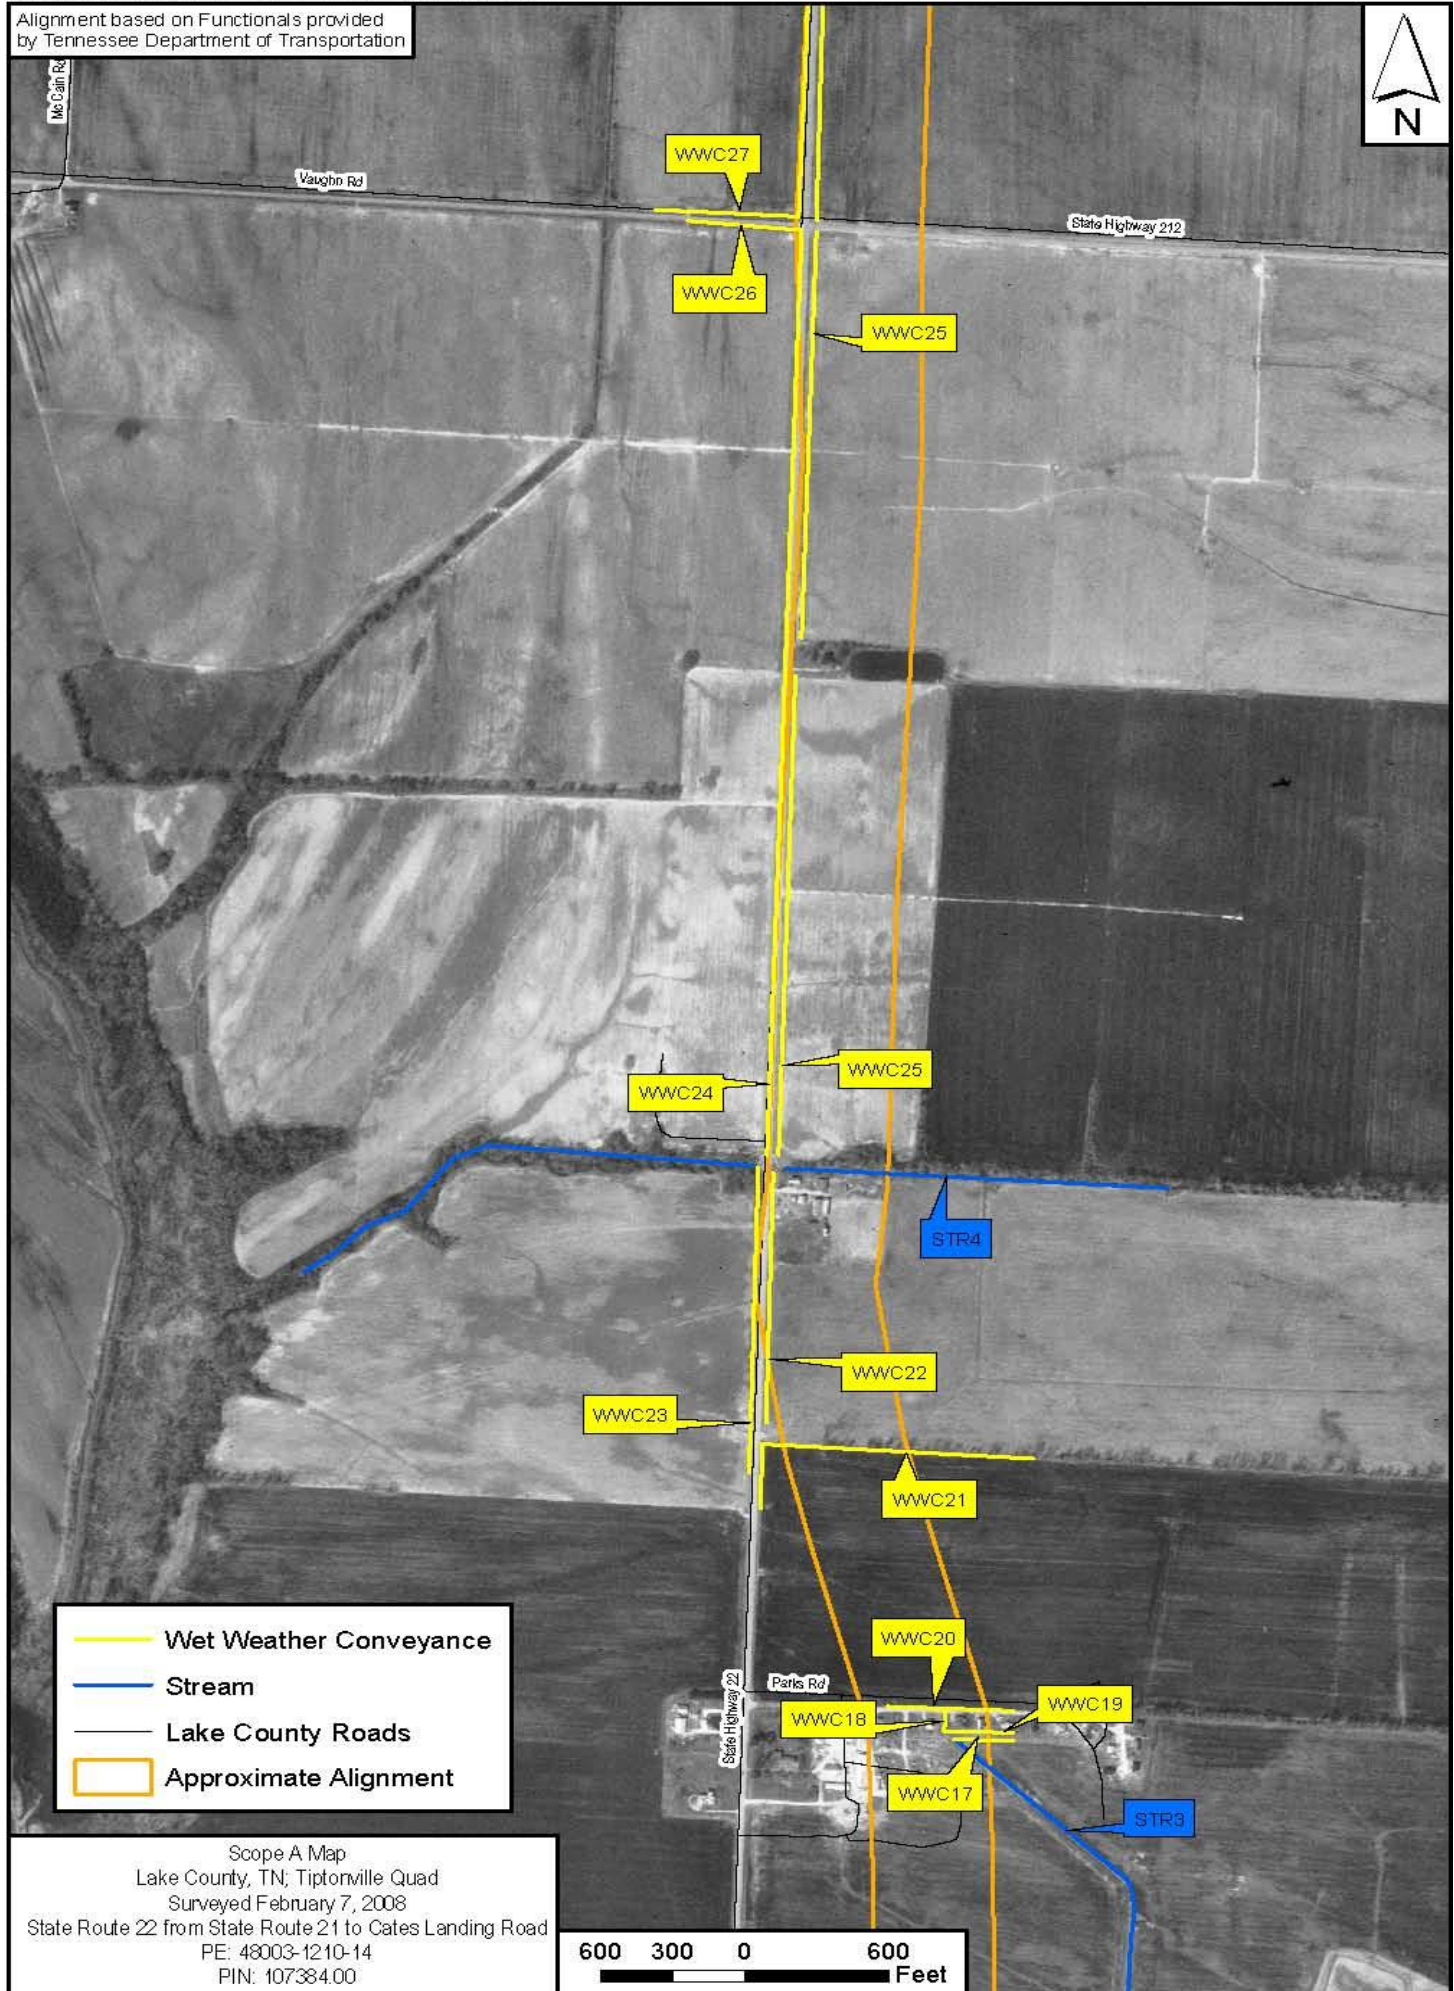 Alignment based on Functionals provided
by Tennessee Department of Transportation
N
McCain Rd
Vaughn Rd
State Highway 212
WWC27
WWC26
WWC25
WWC25
WWC24
STR4
WWC22
WWC23
WWC21
WWC20
Parks Rd
WWC19
WWC18
State Highway 22
WWC17
STR3
Wet Weather Conveyance
Stream
Lake County Roads
Approximate Alignment
Scope A Map
Lake County, TN; Tiptonville Quad
Surveyed February 7, 2008
State Route 22 from State Route 21 to Cates Landing Road
PE: 48003-1210-14
PIN: 107384.00
600 300 0 600
Feet